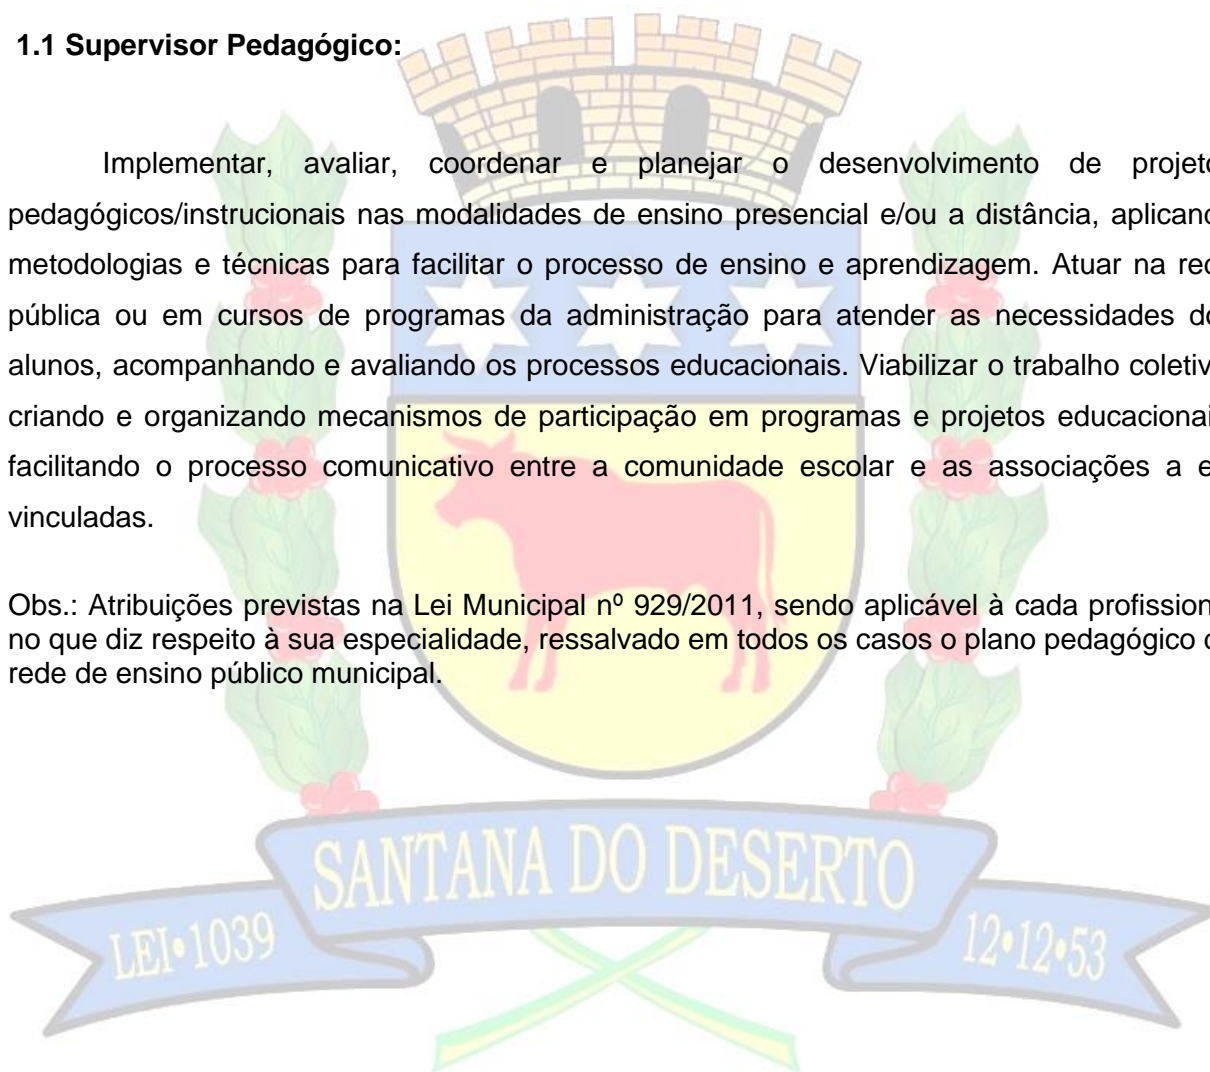 1.1 Supervisor Pedagógico:
Implementar, avaliar, coordenar e planejar o desenvolvimento de projeto
pedagógicos/instrucionais nas modalidades de ensino presencial e/ou a distância, aplicand
metodologias e técnicas para facilitar o processo de ensino e aprendizagem. Atuar na red
pública ou em cursos de programas da administração para atender as necessidades do
alunos, acompanhando e avaliando os processos educacionais. Viabilizar o trabalho coletiv
criando e organizando mecanismos de participação em programas e projetos educacionai
facilitando o processo comunicativo entre a comunidade escolar e as associações a e
vinculadas.
Obs.: Atribuições previstas na Lei Municipal nº 929/2011, sendo aplicável à cada profission
no que diz respeito à sua especialidade, ressalvado em todos os casos o plano pedagógico d
rede de ensino público municipal.
SANTANA DO DESERTO
LEI•1039
12•12•53